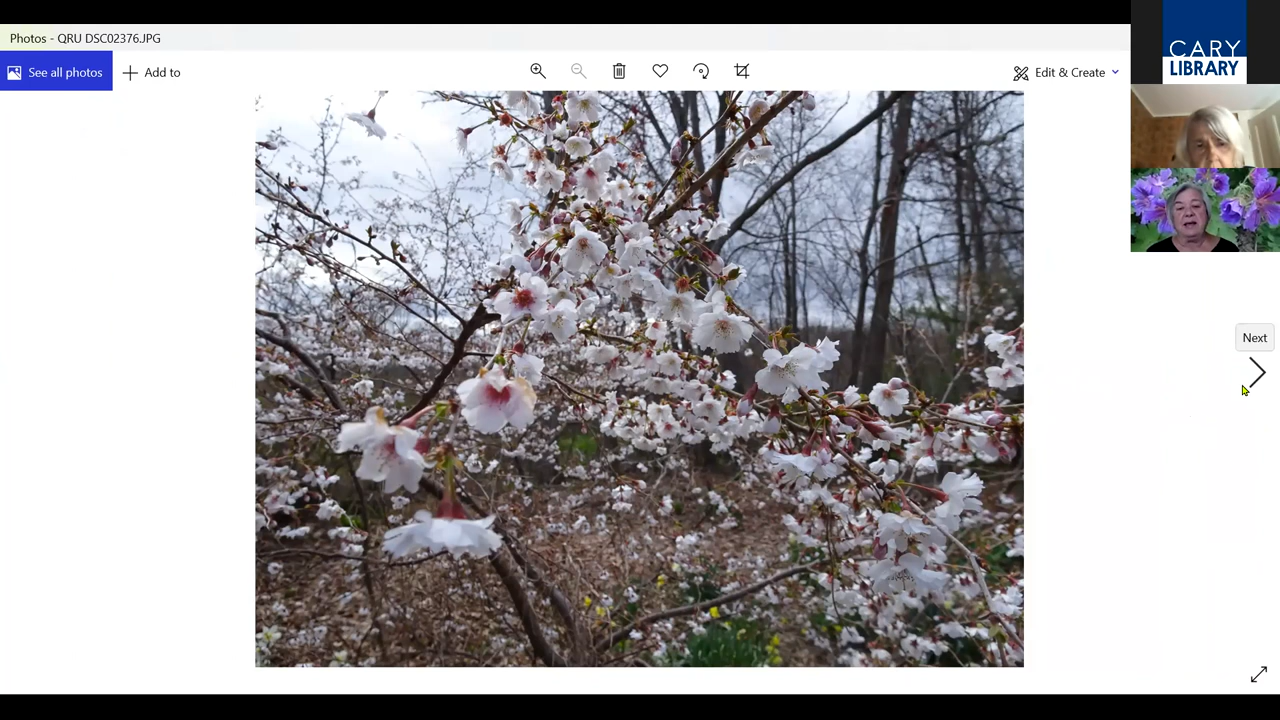 Photos - QRU DSC02376.JPG
See all photos
Add to
Edit & Create
CARY
LIBRARY
Next